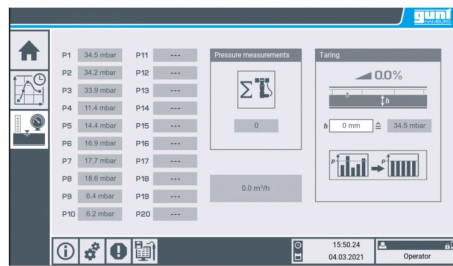 gunt
HAMBURG
P1 34.5 mbar P11 ---
P2 34.2 mbar P12 ---
P3 33.9 mbar P13 ---
P4 11.4 mbar P14 ---
P5 14.4 mbar P15 ---
P6 16.9 mbar P16 ---
P7 17.7 mbar P17 ---
P8 18.6 mbar P18 ---
P9 6.4 mbar P19 ---
P10 6.2 mbar P20 ---
Pressure measurements
Σ
0
0.0 m³/h
Taring
0.0%
h
h 0 mm ≙ 34.5 mbar
P P
15:50.24
04.03.2021
Operator